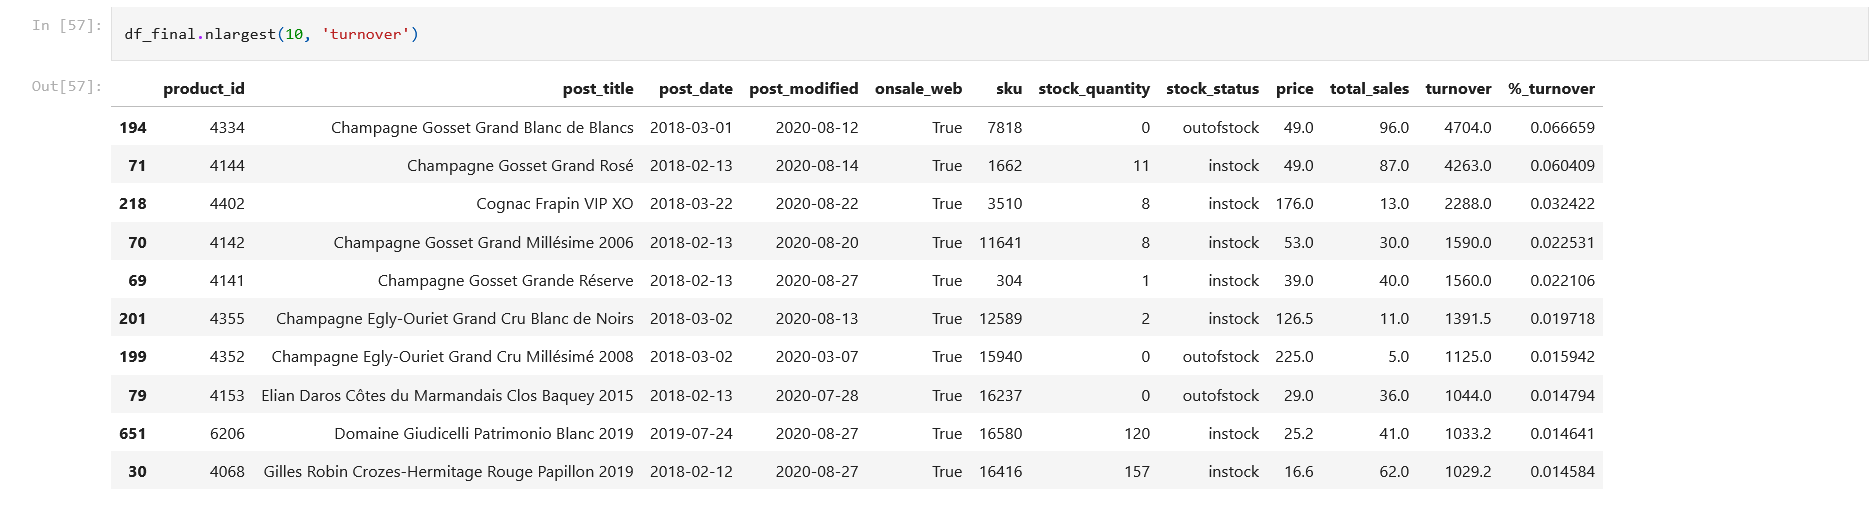 In [57]: df_final.nlargest(10, 'turnover')
Out[57]:
product_id post_title post_date post_modified onsale_web sku stock_quantity stock_status price total_sales turnover %_turnover
194 4334 Champagne Gosset Grand Blanc de Blancs 2018-03-01 2020-08-12 True 7818 0 outofstock 49.0 96.0 4704.0 0.066659
71 4144 Champagne Gosset Grand Rosé 2018-02-13 2020-08-14 True 1662 11 instock 49.0 87.0 4263.0 0.060409
218 4402 Cognac Frapin VIP XO 2018-03-22 2020-08-22 True 3510 8 instock 176.0 13.0 2288.0 0.032422
70 4142 Champagne Gosset Grand Millésime 2006 2018-02-13 2020-08-20 True 11641 8 instock 53.0 30.0 1590.0 0.022531
69 4141 Champagne Gosset Grande Réserve 2018-02-13 2020-08-27 True 304 1 instock 39.0 40.0 1560.0 0.022106
201 4355 Champagne Egly-Ouriet Grand Cru Blanc de Noirs 2018-03-02 2020-08-13 True 12589 2 instock 126.5 11.0 1391.5 0.019718
199 4352 Champagne Egly-Ouriet Grand Cru Millésimé 2008 2018-03-02 2020-03-07 True 15940 0 outofstock 225.0 5.0 1125.0 0.015942
79 4153 Elian Daros Côtes du Marmandais Clos Baquey 2015 2018-02-13 2020-07-28 True 16237 0 outofstock 29.0 36.0 1044.0 0.014794
651 6206 Domaine Giudicelli Patrimonio Blanc 2019 2019-07-24 2020-08-27 True 16580 120 instock 25.2 41.0 1033.2 0.014641
30 4068 Gilles Robin Crozes-Hermitage Rouge Papillon 2019 2018-02-12 2020-08-27 True 16416 157 instock 16.6 62.0 1029.2 0.014584